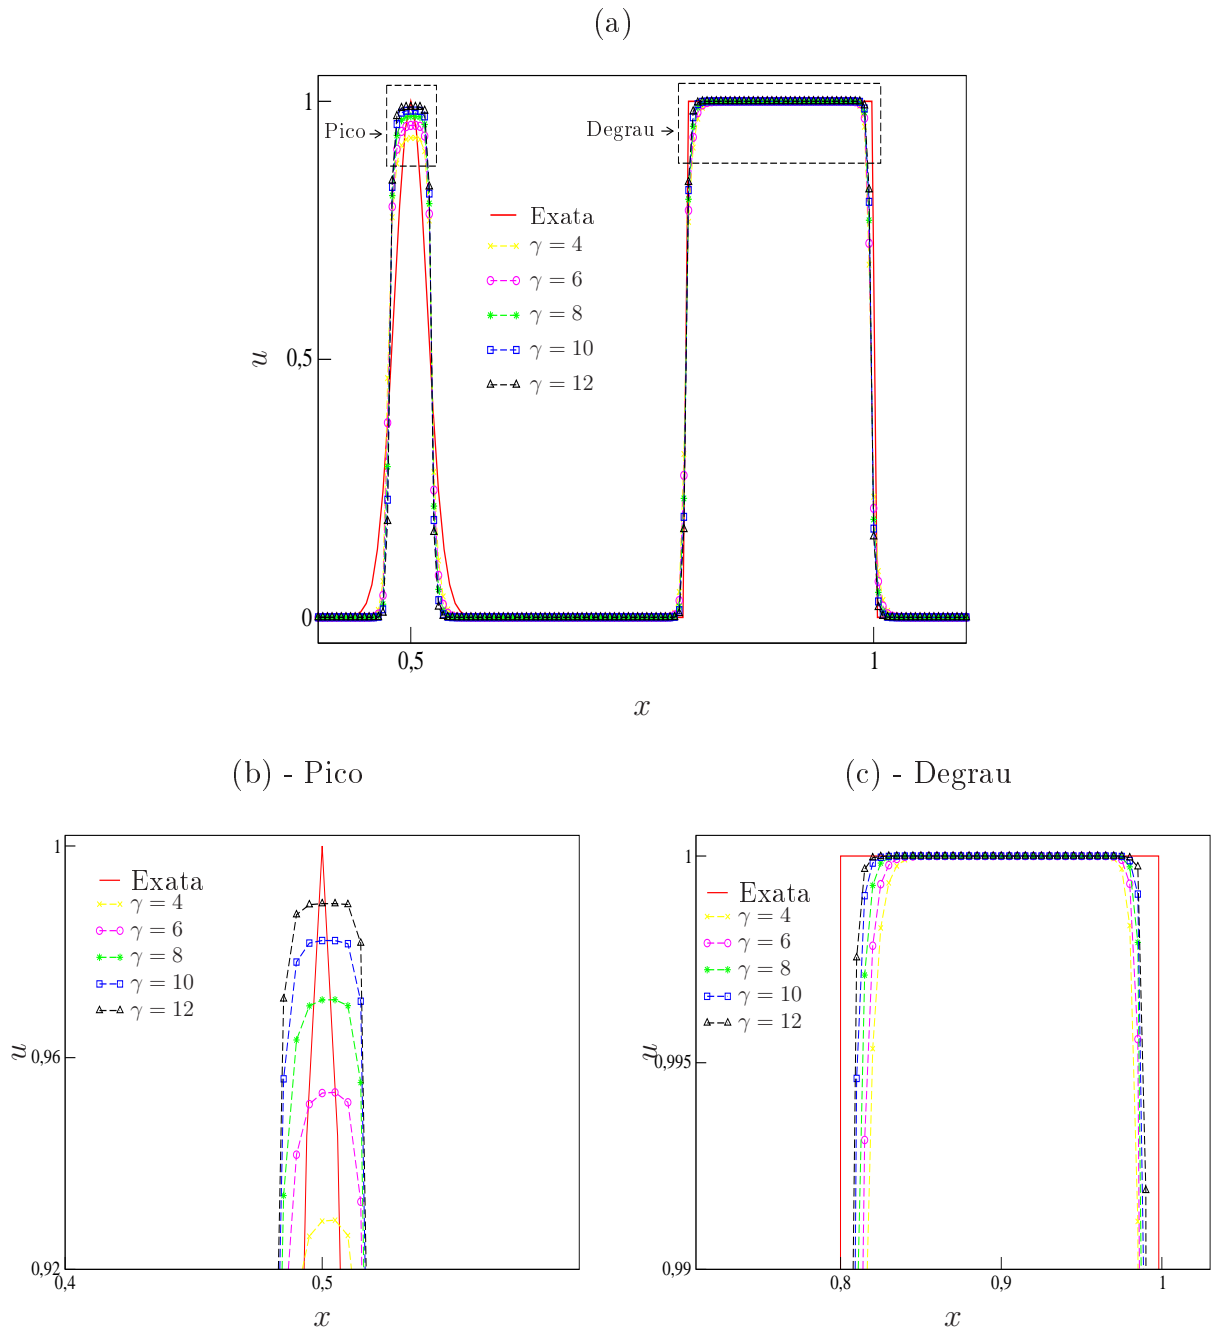 (a)
1
Pico
Degrau
Exata
γ = 4
γ = 6
γ = 8
γ = 10
γ = 12
u
0,5
0
0,5
1
x
(b) - Pico
1
Exata
γ = 4
γ = 6
γ = 8
γ = 10
γ = 12
u
0,96
0,92
0,4
0,5
x
(c) - Degrau
1
Exata
γ = 4
γ = 6
γ = 8
γ = 10
γ = 12
u
0,995
0,99
0,8
0,9
1
x